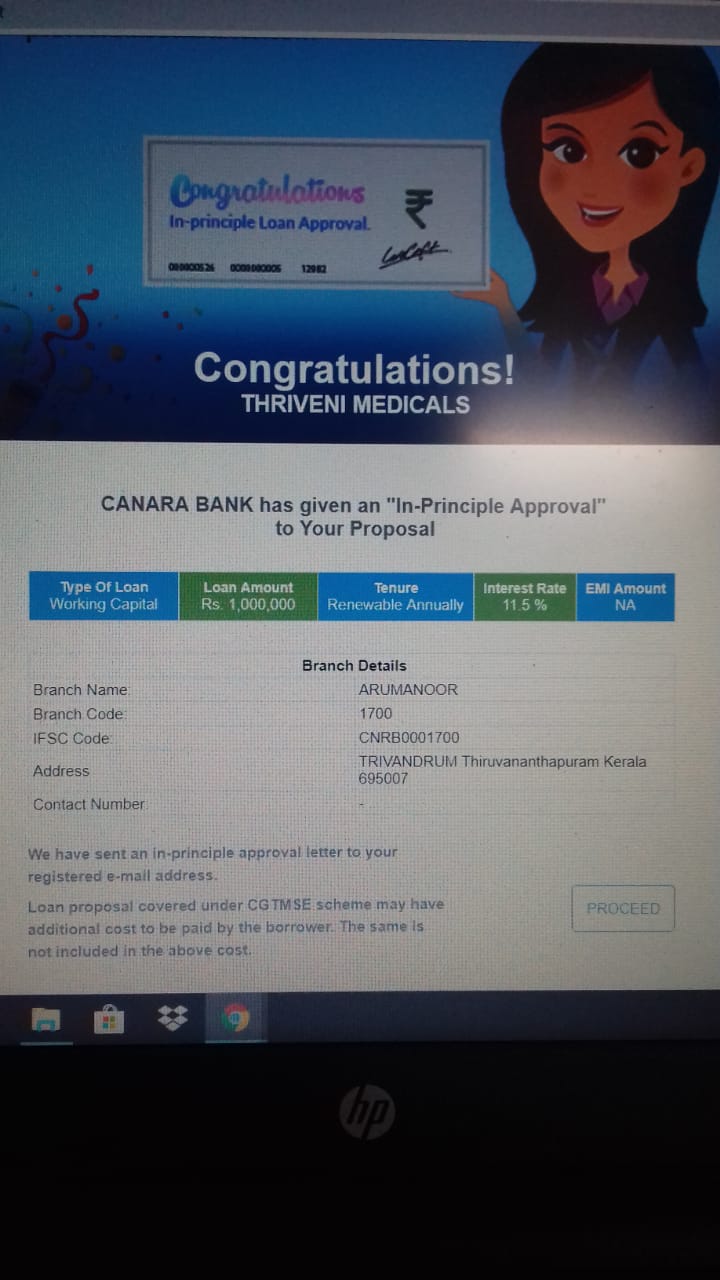 Congratulations
In-principle Loan Approval.
₹
12982
Congratulations!
THRIVENI MEDICALS
CANARA BANK has given an "In-Principle Approval"
to Your Proposal
Type Of Loan Loan Amount Tenure Interest Rate EMI Amount
Working Capital Rs. 1,000,000 Renewable Annually 11.5 % NA
Branch Details
Branch Name: ARUMANOOR
Branch Code: 1700
IFSC Code: CNRB0001700
Address TRIVANDRUM Thiruvananthapuram Kerala
695007
Contact Number: -
We have sent an in-principle approval letter to your
registered e-mail address.
Loan proposal covered under CGTMSE scheme may have
additional cost to be paid by the borrower. The same is
not included in the above cost.
PROCEED
hp